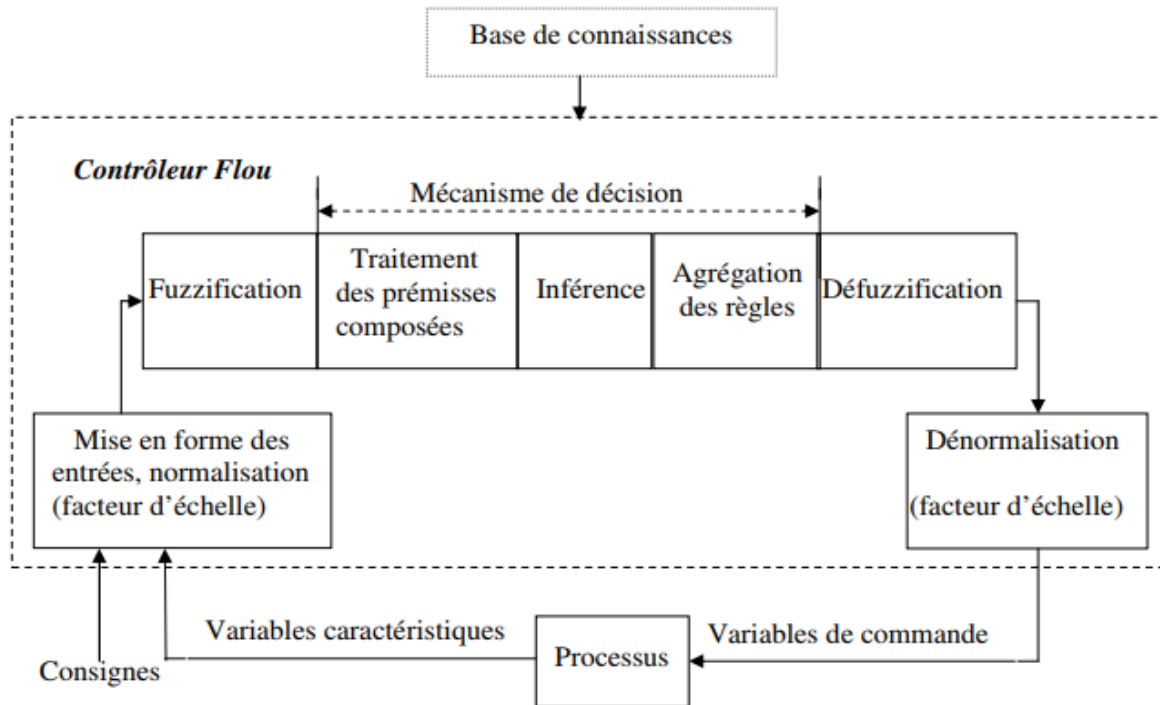 Base de connaissances
Contrôleur Flou
Mécanisme de décision
Fuzzification
Traitement
des prémisses
composées
Inférence
Agrégation
des règles
Défuzzification
Mise en forme des
entrées, normalisation
(facteur d'échelle)
Dénormalisation
(facteur d'échelle)
Variables caractéristiques
Processus
Variables de commande
Consignes